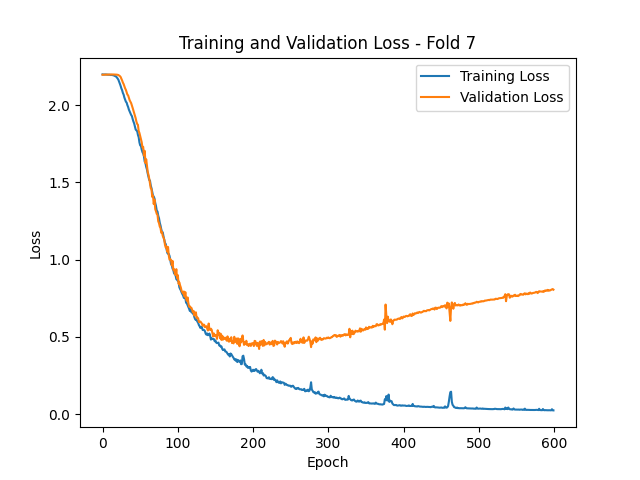 Training and Validation Loss - Fold 7
Training Loss
Validation Loss
2.0
1.5
1.0
0.5
0.0
Loss
0 100 200 300 400 500 600
Epoch